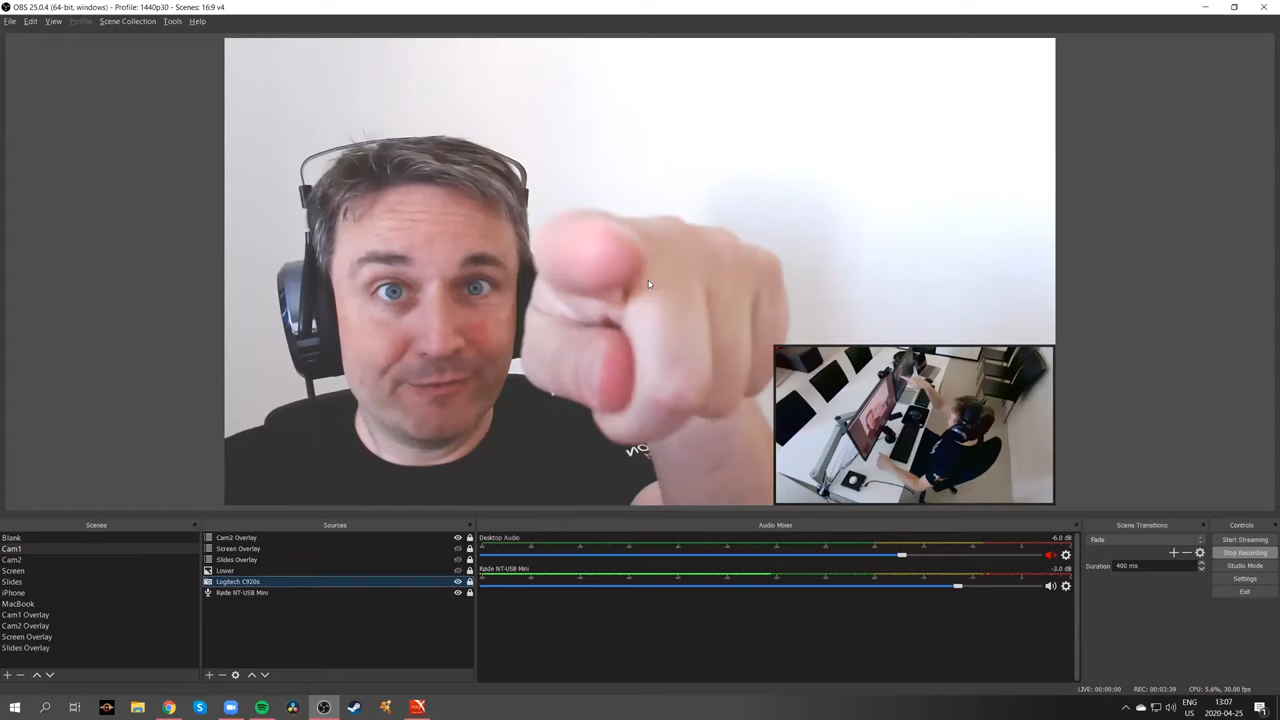 OBS 25.0.4 (64-bit, windows) - Profile: 1440p30 - Scenes: 16:9 v4
File Edit View Profile Scene Collection Tools Help
Scenes
Blank
Cam1
Cam2
Screen
Slides
iPhone
MacBook
Cam1 Overlay
Cam2 Overlay
Screen Overlay
Slides Overlay
Sources
Cam2 Overlay
Screen Overlay
Slides Overlay
Lower
Logitech C920s
Røde NT-USB Mini
Audio Mixer
Desktop Audio -6.0 dB
Røde NT-USB Mini -3.0 dB
Scene Transitions
Fade
Duration 400 ms
Controls
Start Streaming
Stop Recording
Studio Mode
Settings
Exit
LIVE: 00:00:00 REC: 00:03:39 CPU: 5.6%, 30.00 fps
ENG
US
13:07
2020-04-25